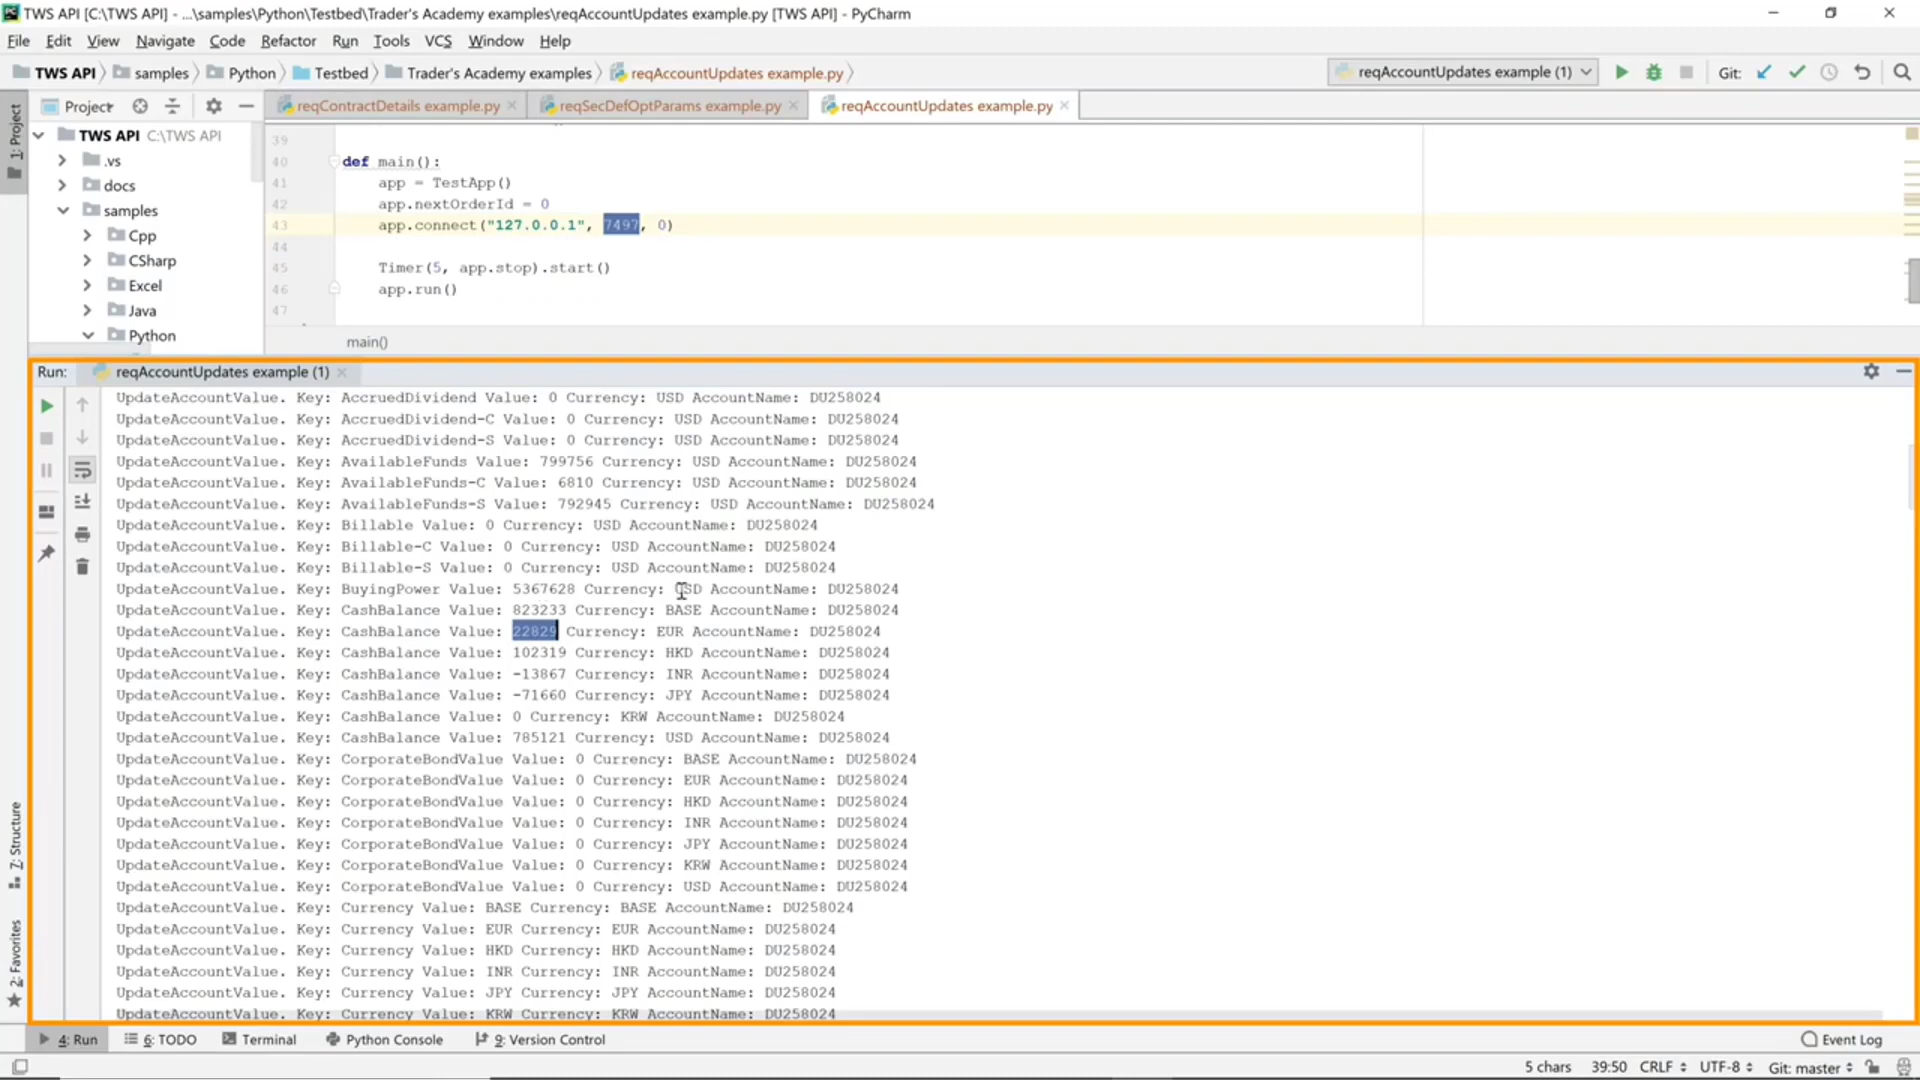 TWS API [C:\TWS API] - ...\samples\Python\Testbed\Trader's Academy examples\reqAccountUpdates example.py [TWS API] - PyCharm
File Edit View Navigate Code Refactor Run Tools VCS Window Help
TWS API samples Python Testbed Trader's Academy examples reqAccountUpdates example.py reqAccountUpdates example (1) Git:
Project reqContractDetails example.py reqSecDefOptParams example.py reqAccountUpdates example.py
1: Project
TWS API C:\TWS API
.vs
docs
samples
Cpp
CSharp
Excel
Java
Python
39
40 def main():
41 app = TestApp()
42 app.nextOrderId = 0
43 app.connect("127.0.0.1", 7497, 0)
44
45 Timer(5, app.stop).start()
46 app.run()
47
main()
Run: reqAccountUpdates example (1)
UpdateAccountValue. Key: AccruedDividend Value: 0 Currency: USD AccountName: DU258024
UpdateAccountValue. Key: AccruedDividend-C Value: 0 Currency: USD AccountName: DU258024
UpdateAccountValue. Key: AccruedDividend-S Value: 0 Currency: USD AccountName: DU258024
UpdateAccountValue. Key: AvailableFunds Value: 799756 Currency: USD AccountName: DU258024
UpdateAccountValue. Key: AvailableFunds-C Value: 6810 Currency: USD AccountName: DU258024
UpdateAccountValue. Key: AvailableFunds-S Value: 792945 Currency: USD AccountName: DU258024
UpdateAccountValue. Key: Billable Value: 0 Currency: USD AccountName: DU258024
UpdateAccountValue. Key: Billable-C Value: 0 Currency: USD AccountName: DU258024
UpdateAccountValue. Key: Billable-S Value: 0 Currency: USD AccountName: DU258024
UpdateAccountValue. Key: BuyingPower Value: 5367628 Currency: USD AccountName: DU258024
UpdateAccountValue. Key: CashBalance Value: 823233 Currency: BASE AccountName: DU258024
UpdateAccountValue. Key: CashBalance Value: 22829 Currency: EUR AccountName: DU258024
UpdateAccountValue. Key: CashBalance Value: 102319 Currency: HKD AccountName: DU258024
UpdateAccountValue. Key: CashBalance Value: -13867 Currency: INR AccountName: DU258024
UpdateAccountValue. Key: CashBalance Value: -71660 Currency: JPY AccountName: DU258024
UpdateAccountValue. Key: CashBalance Value: 0 Currency: KRW AccountName: DU258024
UpdateAccountValue. Key: CashBalance Value: 785121 Currency: USD AccountName: DU258024
UpdateAccountValue. Key: CorporateBondValue Value: 0 Currency: BASE AccountName: DU258024
UpdateAccountValue. Key: CorporateBondValue Value: 0 Currency: EUR AccountName: DU258024
UpdateAccountValue. Key: CorporateBondValue Value: 0 Currency: HKD AccountName: DU258024
UpdateAccountValue. Key: CorporateBondValue Value: 0 Currency: INR AccountName: DU258024
UpdateAccountValue. Key: CorporateBondValue Value: 0 Currency: JPY AccountName: DU258024
UpdateAccountValue. Key: CorporateBondValue Value: 0 Currency: KRW AccountName: DU258024
UpdateAccountValue. Key: CorporateBondValue Value: 0 Currency: USD AccountName: DU258024
UpdateAccountValue. Key: Currency Value: BASE Currency: BASE AccountName: DU258024
UpdateAccountValue. Key: Currency Value: EUR Currency: EUR AccountName: DU258024
UpdateAccountValue. Key: Currency Value: HKD Currency: HKD AccountName: DU258024
UpdateAccountValue. Key: Currency Value: INR Currency: INR AccountName: DU258024
UpdateAccountValue. Key: Currency Value: JPY Currency: JPY AccountName: DU258024
UpdateAccountValue. Key: Currency Value: KRW Currency: KRW AccountName: DU258024
7: Structure
2: Favorites
4: Run 6: TODO Terminal Python Console 9: Version Control Event Log
5 chars 39:50 CRLF UTF-8 Git: master